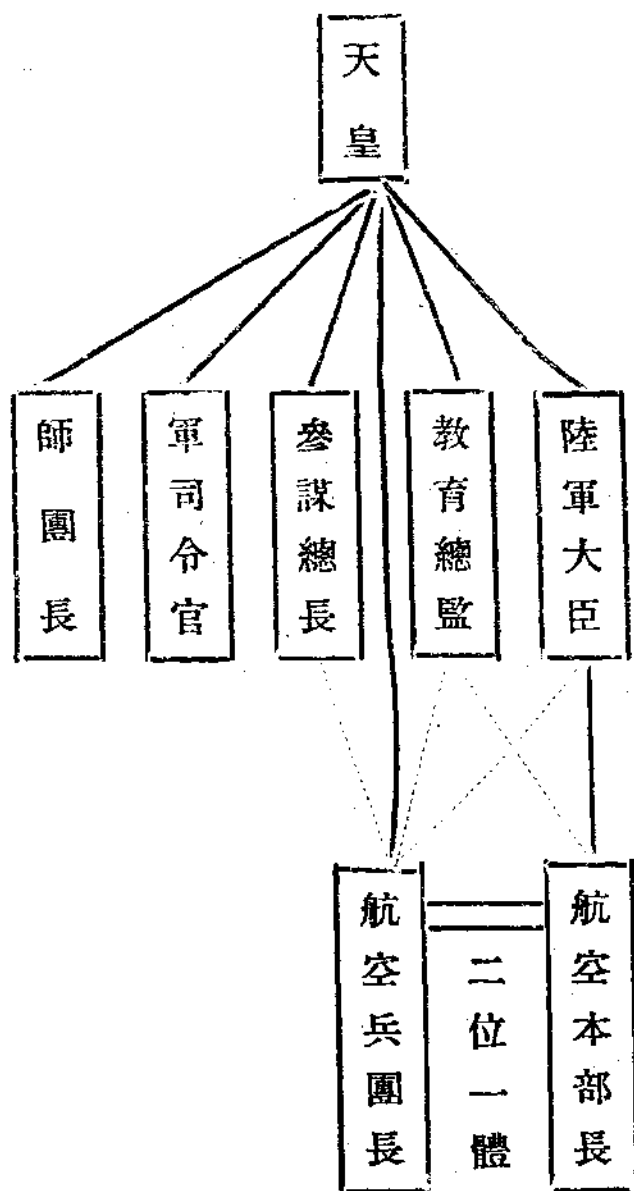 天皇
陸軍大臣
教育總監
參謀總長
軍司令官
師團長
航空本部長
二位一體
航空兵團長